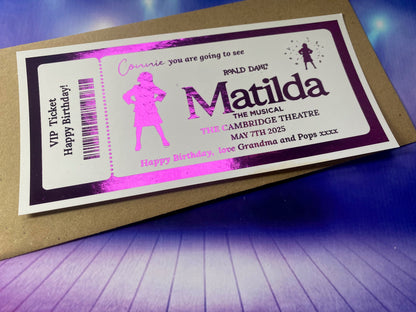 VIP Ticket
Happy Birthday!
Connie you are going to see
ROALD DAHL'S
Matilda
THE MUSICAL
THE CAMBRIDGE THEATRE
MAY 7TH 2025
Happy Birthday, love Grandma and Pops xxxx